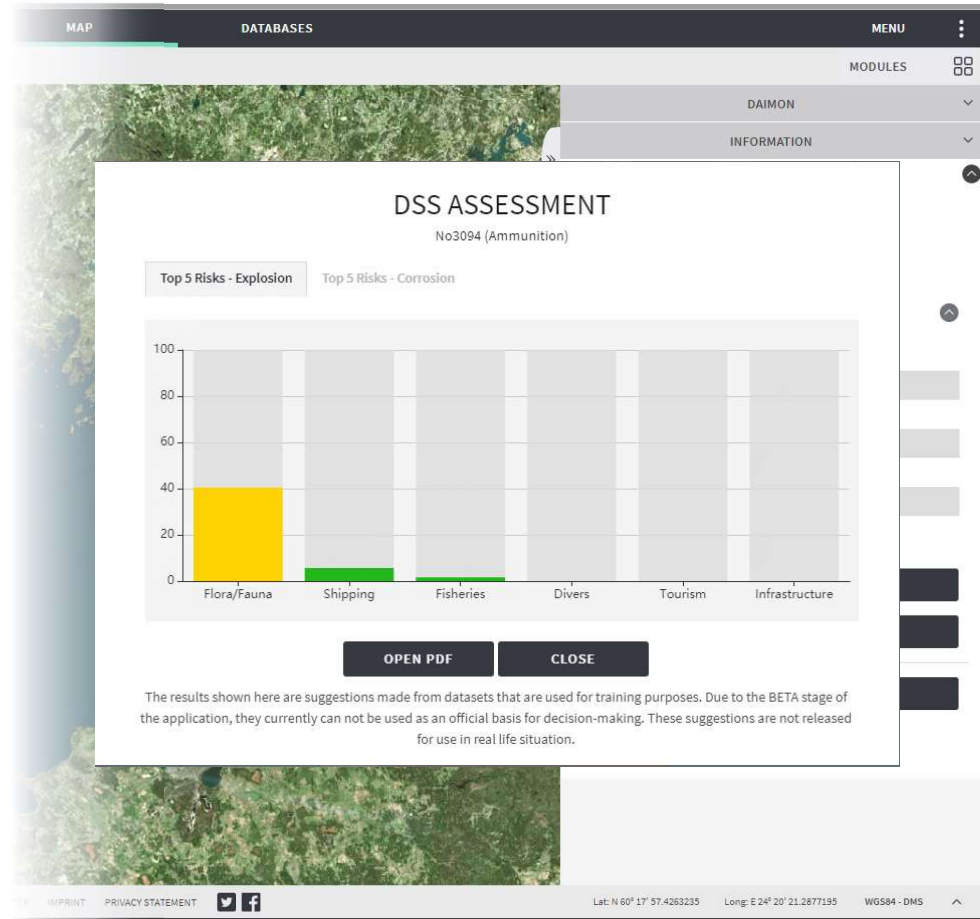 MAP DATABASES MENU
MODULES
DAIMON
INFORMATION
DSS ASSESSMENT
No3094 (Ammunition)
Top 5 Risks - Explosion Top 5 Risks - Corrosion
100
80
60
40
20
0
Flora/Fauna Shipping Fisheries Divers Tourism Infrastructure
OPEN PDF CLOSE
The results shown here are suggestions made from datasets that are used for training purposes. Due to the BETA stage of
the application, they currently can not be used as an official basis for decision-making. These suggestions are not released
for use in real life situation.
IMPRINT PRIVACY STATEMENT Lat: N 60° 17' 57.4263235 Long: E 24° 20' 21.2877195 WGS84 - DMS